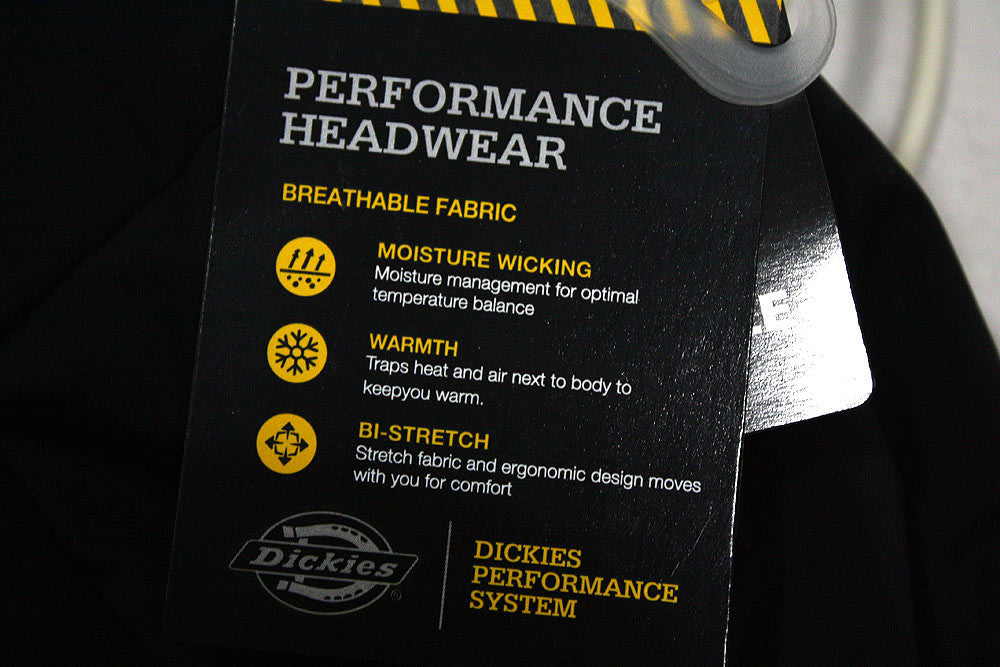 PERFORMANCE
HEADWEAR
BREATHABLE FABRIC
MOISTURE WICKING
Moisture management for optimal
temperature balance
WARMTH
Traps heat and air next to body to
keepyou warm.
BI-STRETCH
Stretch fabric and ergonomic design moves
with you for comfort
Dickies®
DICKIES
PERFORMANCE
SYSTEM